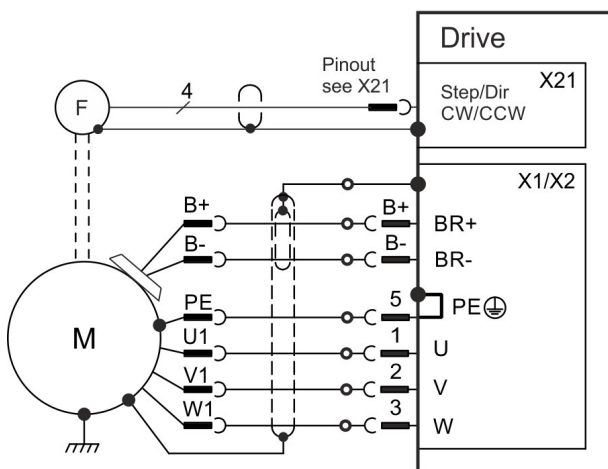 Drive
Pinout
see X21
X21
Step/Dir
CW/CCW
F
4
X1/X2
B+
B+
BR+
B-
B-
BR-
PE
5
PE
M
U1
1
U
V1
2
V
W1
3
W